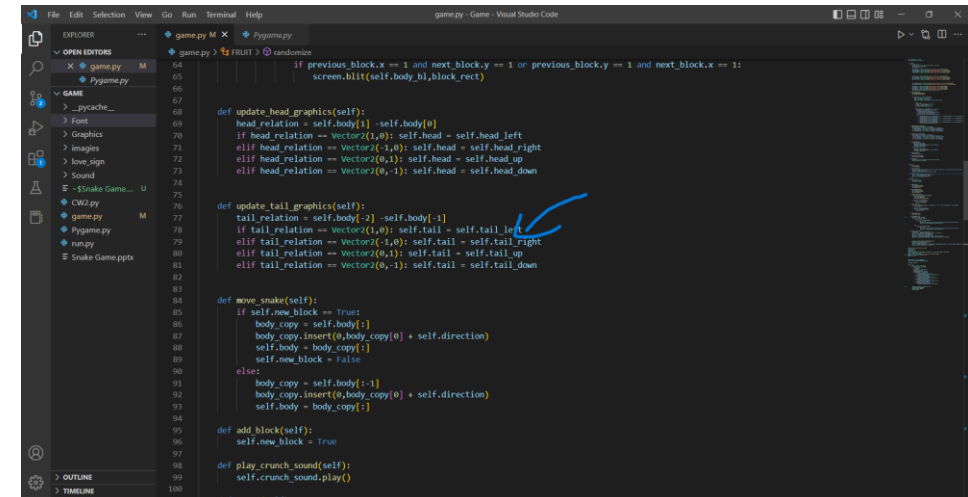 File Edit Selection View Go Run Terminal Help game.py - Game - Visual Studio Code
EXPLORER
OPEN EDITORS
game.py M
Pygame.py
GAME
__pycache__
Font
Graphics
imagies
love_sign
Sound
~$Snake Game... U
CW2.py
game.py M
Pygame.py
run.py
Snake Game.pptx
OUTLINE
TIMELINE
game.py M Pygame.py
game.py > FRUIT > randomize
64 if previous_block.x == 1 and next_block.y == 1 or previous_block.y == 1 and next_block.x == 1:
65 screen.blit(self.body_bl,block_rect)
66
67
68 def update_head_graphics(self):
69 head_relation = self.body[1] -self.body[0]
70 if head_relation == Vector2(1,0): self.head = self.head_left
71 elif head_relation == Vector2(-1,0): self.head = self.head_right
72 elif head_relation == Vector2(0,1): self.head = self.head_up
73 elif head_relation == Vector2(0,-1): self.head = self.head_down
74
75
76 def update_tail_graphics(self):
77 tail_relation = self.body[-2] -self.body[-1]
78 if tail_relation == Vector2(1,0): self.tail = self.tail_left
79 elif tail_relation == Vector2(-1,0): self.tail = self.tail_right
80 elif tail_relation == Vector2(0,1): self.tail = self.tail_up
81 elif tail_relation == Vector2(0,-1): self.tail = self.tail_down
82
83
84 def move_snake(self):
85 if self.new_block == True:
86 body_copy = self.body[:]
87 body_copy.insert(0,body_copy[0] + self.direction)
88 self.body = body_copy[:]
89 self.new_block = False
90 else:
91 body_copy = self.body[:-1]
92 body_copy.insert(0,body_copy[0] + self.direction)
93 self.body = body_copy[:]
94
95 def add_block(self):
96 self.new_block = True
97
98 def play_crunch_sound(self):
99 self.crunch_sound.play()
100